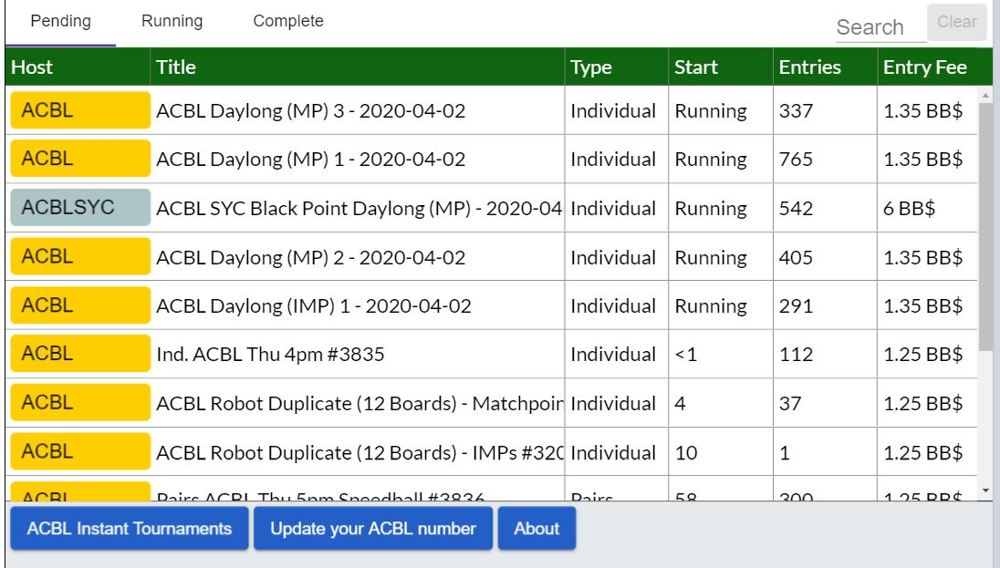 Pending Running Complete Search Clear
Host Title Type Start Entries Entry Fee
ACBL ACBL Daylong (MP) 3 - 2020-04-02 Individual Running 337 1.35 BB$
ACBL ACBL Daylong (MP) 1 - 2020-04-02 Individual Running 765 1.35 BB$
ACBLSYC ACBL SYC Black Point Daylong (MP) - 2020-04 Individual Running 542 6 BB$
ACBL ACBL Daylong (MP) 2 - 2020-04-02 Individual Running 405 1.35 BB$
ACBL ACBL Daylong (IMP) 1 - 2020-04-02 Individual Running 291 1.35 BB$
ACBL Ind. ACBL Thu 4pm #3835 Individual <1 112 1.25 BB$
ACBL ACBL Robot Duplicate (12 Boards) - Matchpoin Individual 4 37 1.25 BB$
ACBL ACBL Robot Duplicate (12 Boards) - IMPs #320 Individual 10 1 1.25 BB$
ACBL Pairs ACBL Thu 5pm Speedball #3836 Pairs 58 300 1.25 BB$
ACBL Instant Tournaments Update your ACBL number About